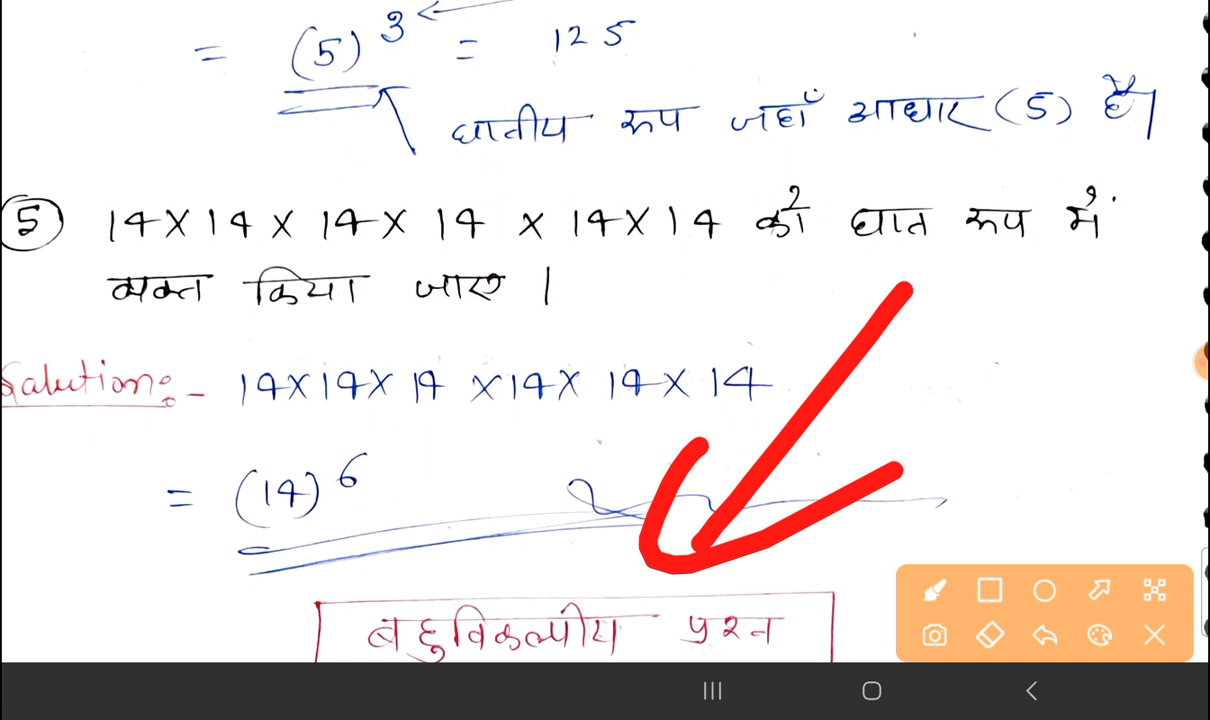 = (5)³ = 125
घातीय रूप जहाँ आधार (5) है।
5 14 X 14 X 14 X 14 X 14 X 14 को घात रूप में
व्यक्त किया जाए ।
Solution:- 14 X 14 X 14 X 14 X 14 X 14
= (14)⁶
बहुविकल्पीय प्रश्न